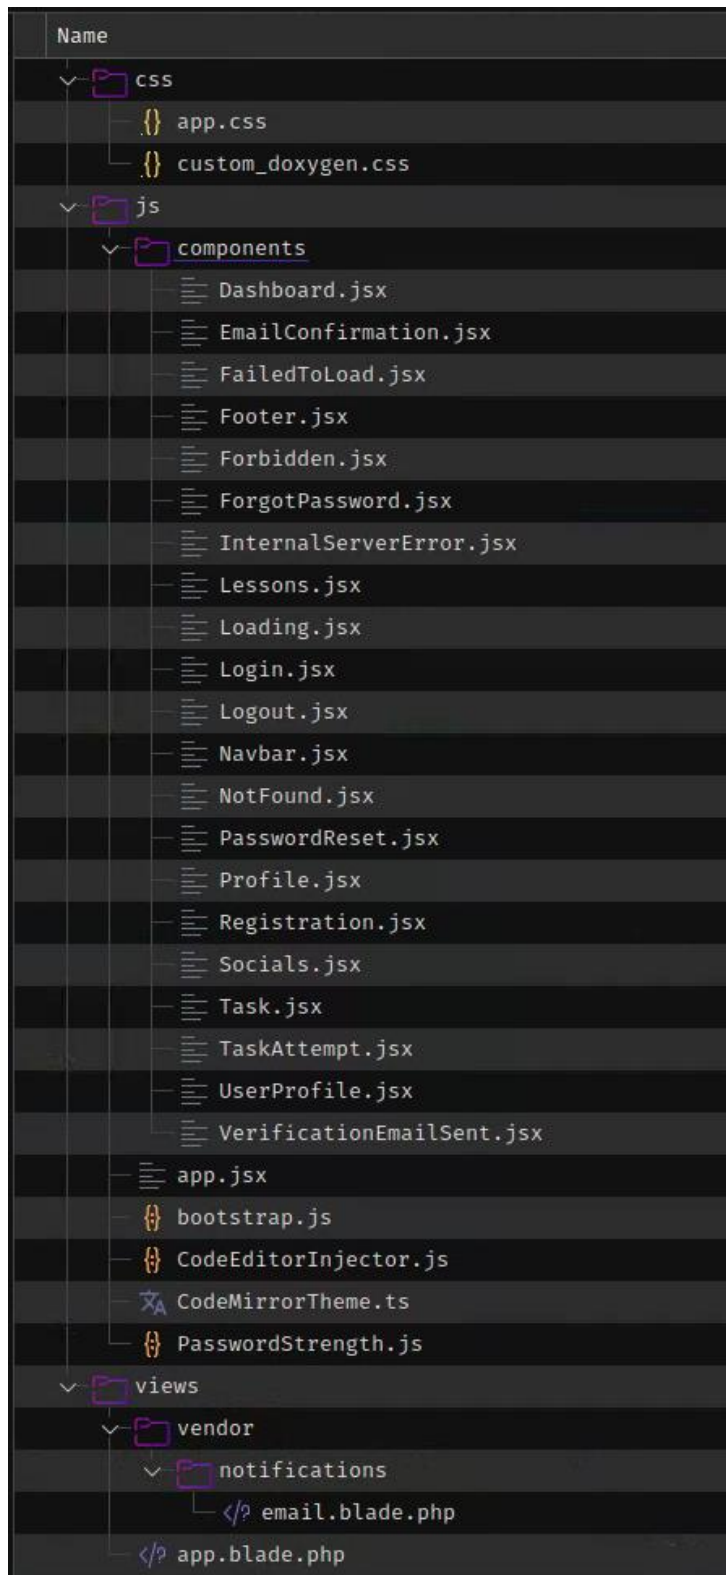 Name
css
app.css
custom_doxygen.css
js
components
Dashboard.jsx
EmailConfirmation.jsx
FailedToLoad.jsx
Footer.jsx
Forbidden.jsx
ForgotPassword.jsx
InternalServerError.jsx
Lessons.jsx
Loading.jsx
Login.jsx
Logout.jsx
Navbar.jsx
NotFound.jsx
PasswordReset.jsx
Profile.jsx
Registration.jsx
Socials.jsx
Task.jsx
TaskAttempt.jsx
UserProfile.jsx
VerificationEmailSent.jsx
app.jsx
bootstrap.js
CodeEditorInjector.js
CodeMirrorTheme.ts
PasswordStrength.js
views
vendor
notifications
email.blade.php
app.blade.php